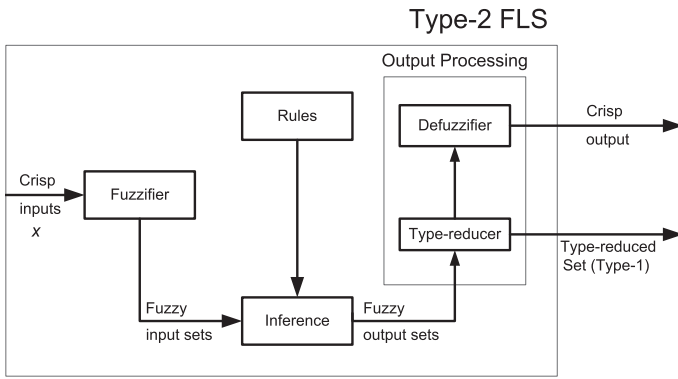 Type-2 FLS
Output Processing
Rules
Defuzzifier
Crisp
output
Crisp
inputs
x
Fuzzifier
Type-reducer
Type-reduced
Set (Type-1)
Fuzzy
input sets
Inference
Fuzzy
output sets